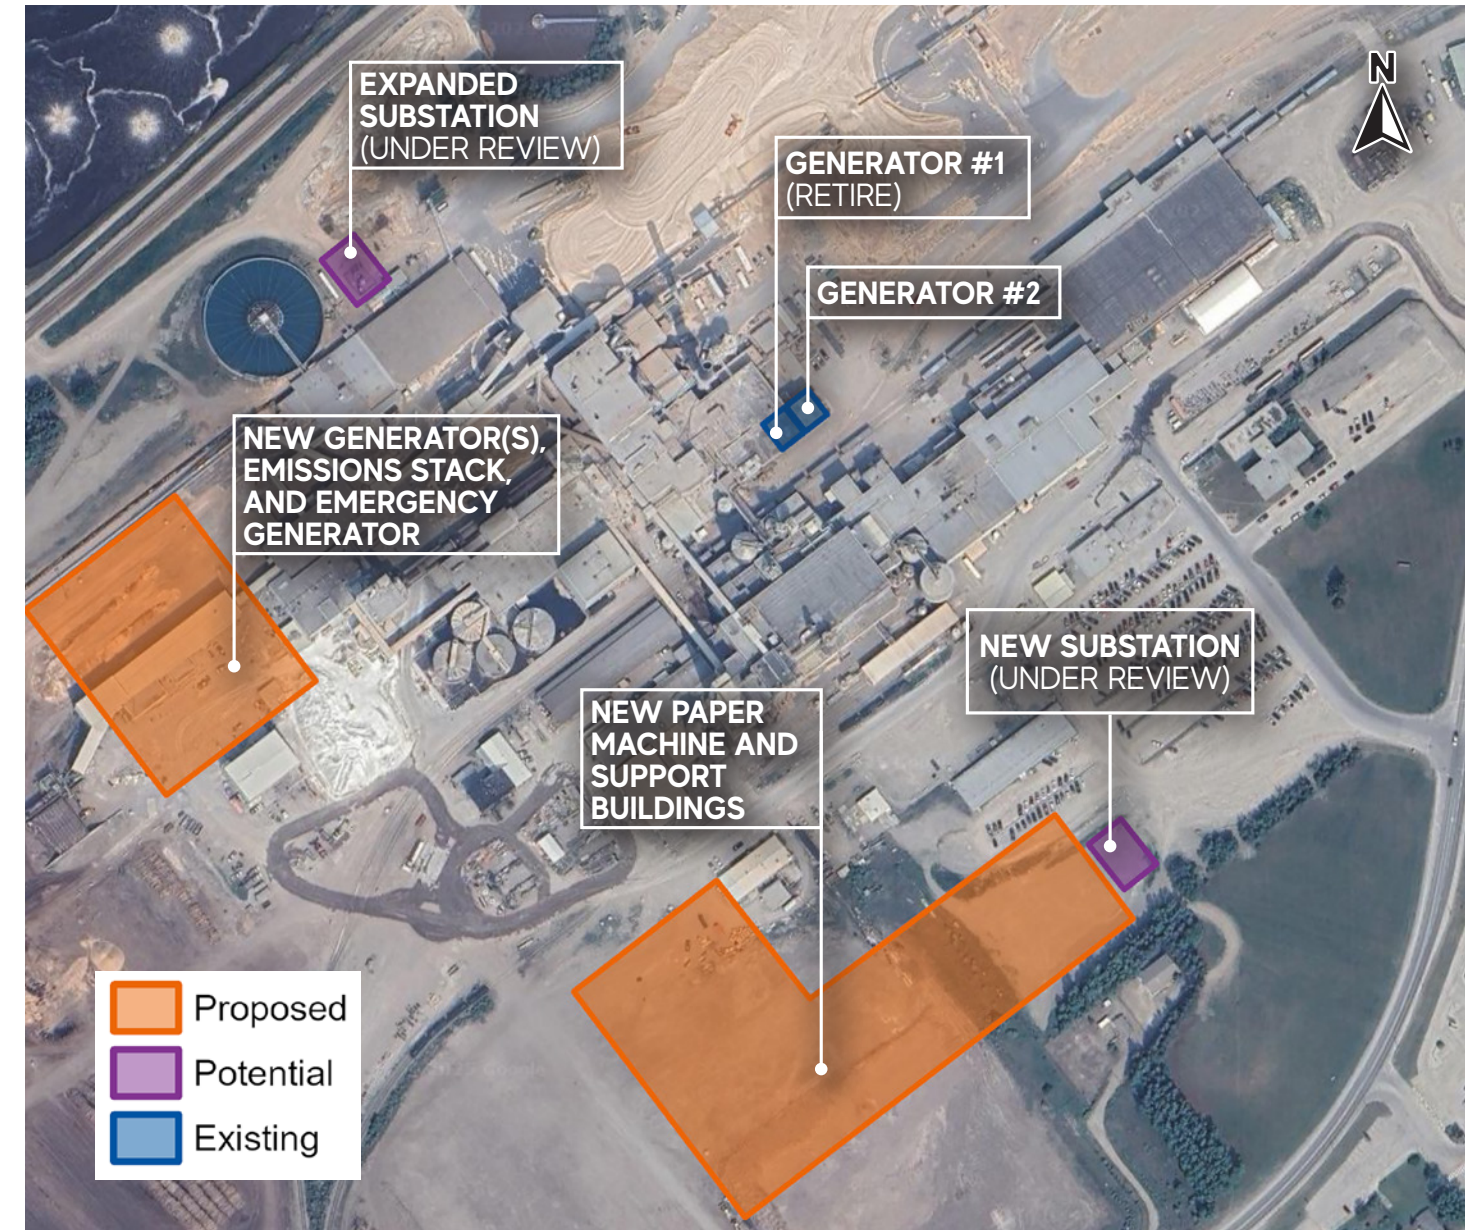 N
EXPANDED
SUBSTATION
(UNDER REVIEW)
GENERATOR #1
(RETIRE)
GENERATOR #2
NEW GENERATOR(S),
EMISSIONS STACK,
AND EMERGENCY
GENERATOR
NEW SUBSTATION
(UNDER REVIEW)
NEW PAPER
MACHINE AND
SUPPORT
BUILDINGS
Proposed
Potential
Existing